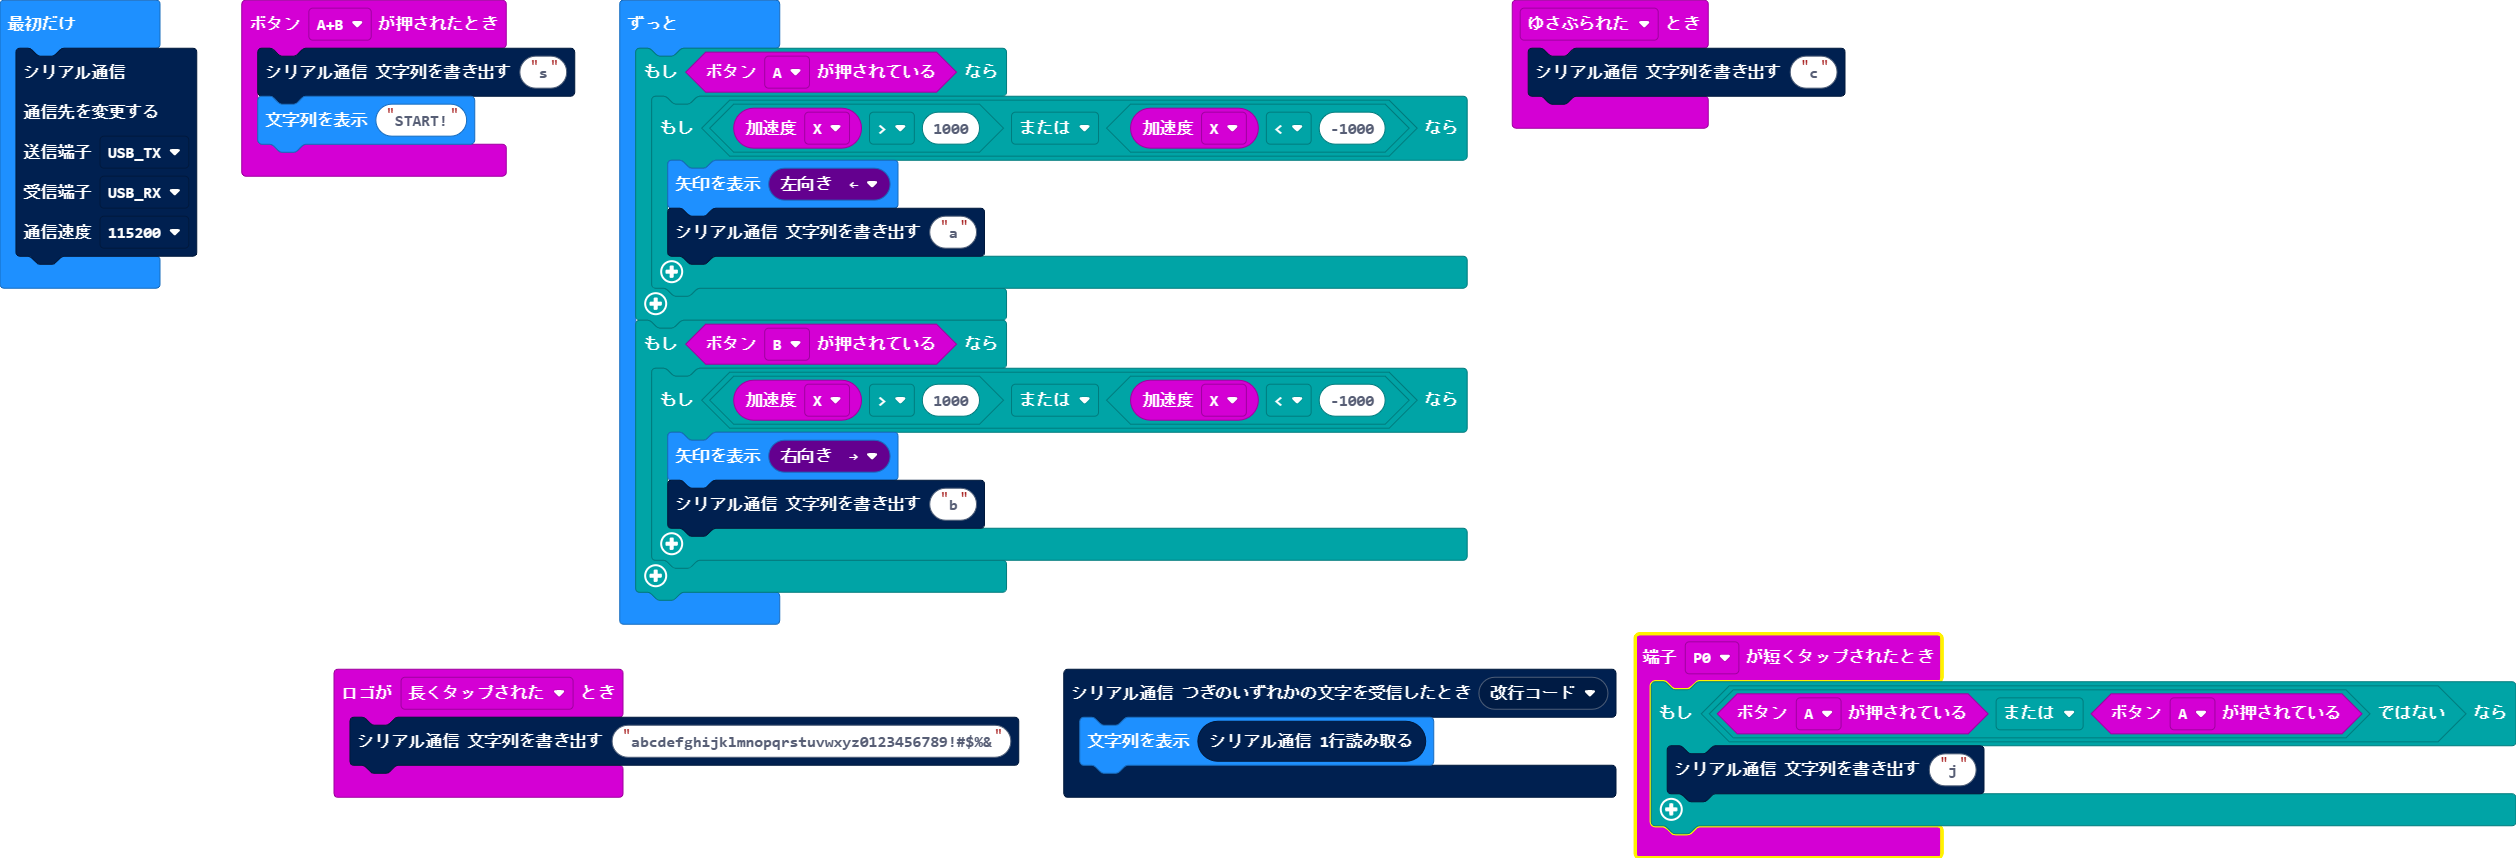 最初だけ
シリアル通信
通信先を変更する
送信端子 USB_TX
受信端子 USB_RX
通信速度 115200
ボタン A+B が押されたとき
シリアル通信 文字列を書き出す "s"
文字列を表示 "START!"
ずっと
もし ボタン A が押されている なら
もし 加速度 X > 1000 または 加速度 X < -1000 なら
矢印を表示 左向き ←
シリアル通信 文字列を書き出す "a"
もし ボタン B が押されている なら
もし 加速度 X > 1000 または 加速度 X < -1000 なら
矢印を表示 右向き →
シリアル通信 文字列を書き出す "b"
ゆさぶられた とき
シリアル通信 文字列を書き出す "c"
ロゴが 長くタップされた とき
シリアル通信 文字列を書き出す "abcdefghijklmnopqrstuvwxyz0123456789!#$%&"
シリアル通信 つぎのいずれかの文字を受信したとき 改行コード
文字列を表示 シリアル通信 1行読み取る
端子 P0 が短くタップされたとき
もし ボタン A が押されている または ボタン A が押されている ではない なら
シリアル通信 文字列を書き出す "j"